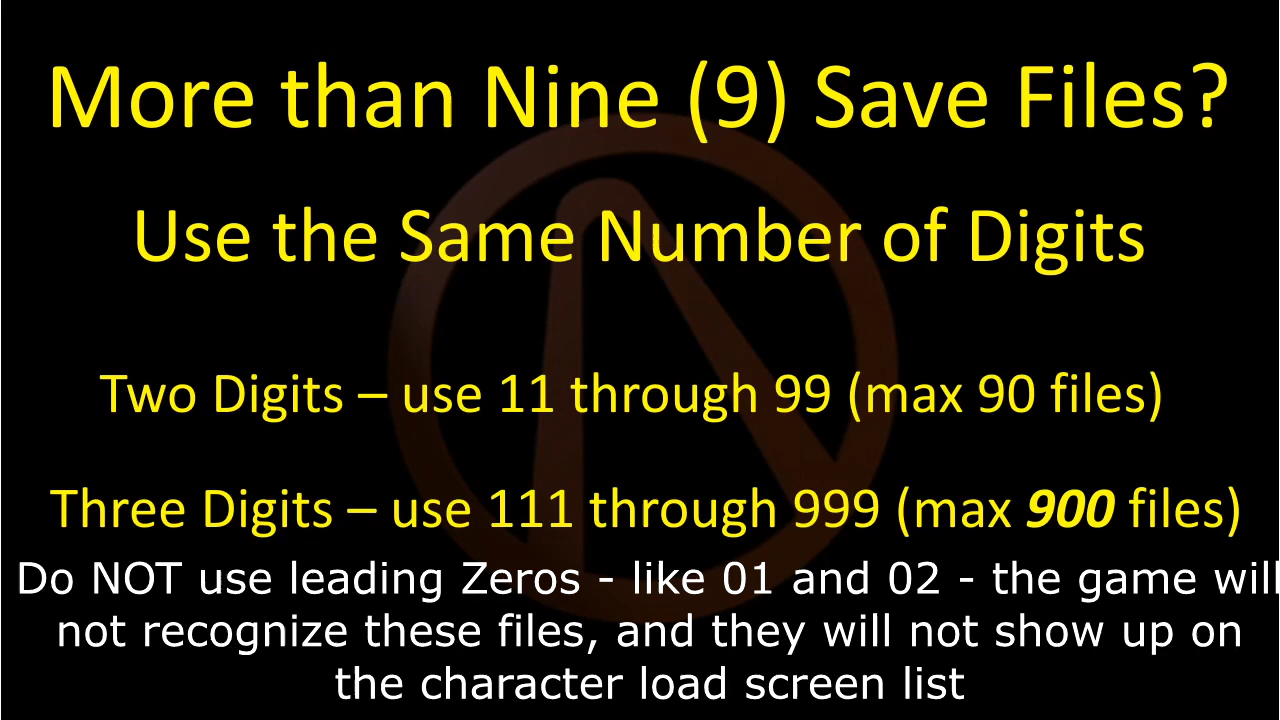 More than Nine (9) Save Files?
Use the Same Number of Digits
Two Digits – use 11 through 99 (max 90 files)
Three Digits – use 111 through 999 (max 900 files)
Do NOT use leading Zeros - like 01 and 02 - the game will
not recognize these files, and they will not show up on
the character load screen list